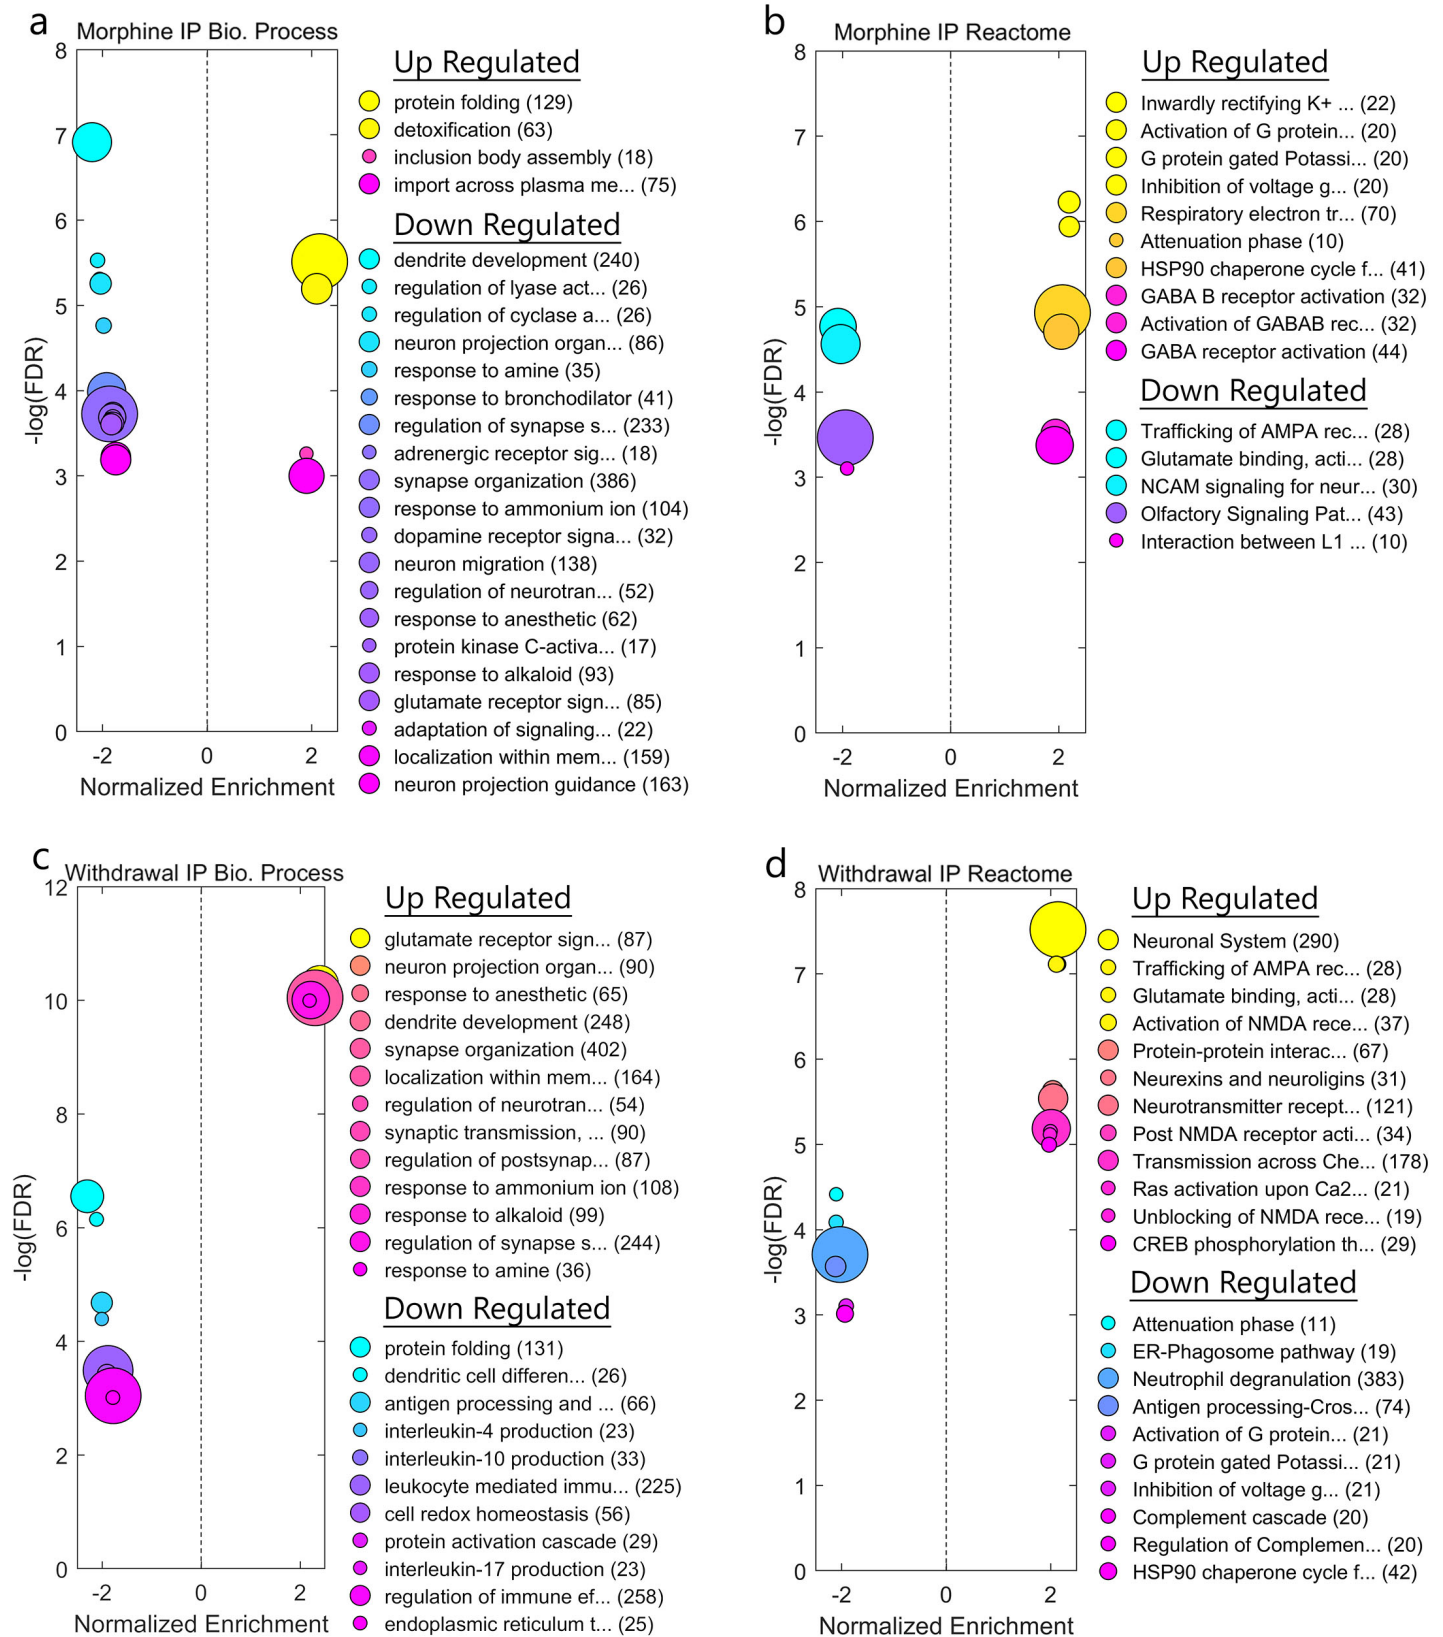 a
Morphine IP Bio. Process
8
7
6
5
4
3
2
1
0
-log(FDR)
-2
0
2
Normalized Enrichment
Up Regulated
protein folding (129)
detoxification (63)
inclusion body assembly (18)
import across plasma me... (75)
Down Regulated
dendrite development (240)
regulation of lyase act... (26)
regulation of cyclase a... (26)
neuron projection organ... (86)
response to amine (35)
response to bronchodilator (41)
regulation of synapse s... (233)
adrenergic receptor sig... (18)
synapse organization (386)
response to ammonium ion (104)
dopamine receptor signa... (32)
neuron migration (138)
regulation of neurotran... (52)
response to anesthetic (62)
protein kinase C-activa... (17)
response to alkaloid (93)
glutamate receptor sign... (85)
adaptation of signaling... (22)
localization within mem... (159)
neuron projection guidance (163)
b
Morphine IP Reactome
8
7
6
5
4
3
2
1
0
-log(FDR)
-2
0
2
Normalized Enrichment
Up Regulated
Inwardly rectifying K+ ... (22)
Activation of G protein... (20)
G protein gated Potassi... (20)
Inhibition of voltage g... (20)
Respiratory electron tr... (70)
Attenuation phase (10)
HSP90 chaperone cycle f... (41)
GABA B receptor activation (32)
Activation of GABAB rec... (32)
GABA receptor activation (44)
Down Regulated
Trafficking of AMPA rec... (28)
Glutamate binding, acti... (28)
NCAM signaling for neur... (30)
Olfactory Signaling Pat... (43)
Interaction between L1 ... (10)
c
Withdrawal IP Bio. Process
12
10
8
6
4
2
0
-log(FDR)
-2
0
2
Normalized Enrichment
Up Regulated
glutamate receptor sign... (87)
neuron projection organ... (90)
response to anesthetic (65)
dendrite development (248)
synapse organization (402)
localization within mem... (164)
regulation of neurotran... (54)
synaptic transmission, ... (90)
regulation of postsynap... (87)
response to ammonium ion (108)
response to alkaloid (99)
regulation of synapse s... (244)
response to amine (36)
Down Regulated
protein folding (131)
dendritic cell differen... (26)
antigen processing and ... (66)
interleukin-4 production (23)
interleukin-10 production (33)
leukocyte mediated immu... (225)
cell redox homeostasis (56)
protein activation cascade (29)
interleukin-17 production (23)
regulation of immune ef... (258)
endoplasmic reticulum t... (25)
d
Withdrawal IP Reactome
8
7
6
5
4
3
2
1
0
-log(FDR)
-2
0
2
Normalized Enrichment
Up Regulated
Neuronal System (290)
Trafficking of AMPA rec... (28)
Glutamate binding, acti... (28)
Activation of NMDA rece... (37)
Protein-protein interac... (67)
Neurexins and neuroligins (31)
Neurotransmitter recept... (121)
Post NMDA receptor acti... (34)
Transmission across Che... (178)
Ras activation upon Ca2... (21)
Unblocking of NMDA rece... (19)
CREB phosphorylation th... (29)
Down Regulated
Attenuation phase (11)
ER-Phagosome pathway (19)
Neutrophil degranulation (383)
Antigen processing-Cros... (74)
Activation of G protein... (21)
G protein gated Potassi... (21)
Inhibition of voltage g... (21)
Complement cascade (20)
Regulation of Complemen... (20)
HSP90 chaperone cycle f... (42)